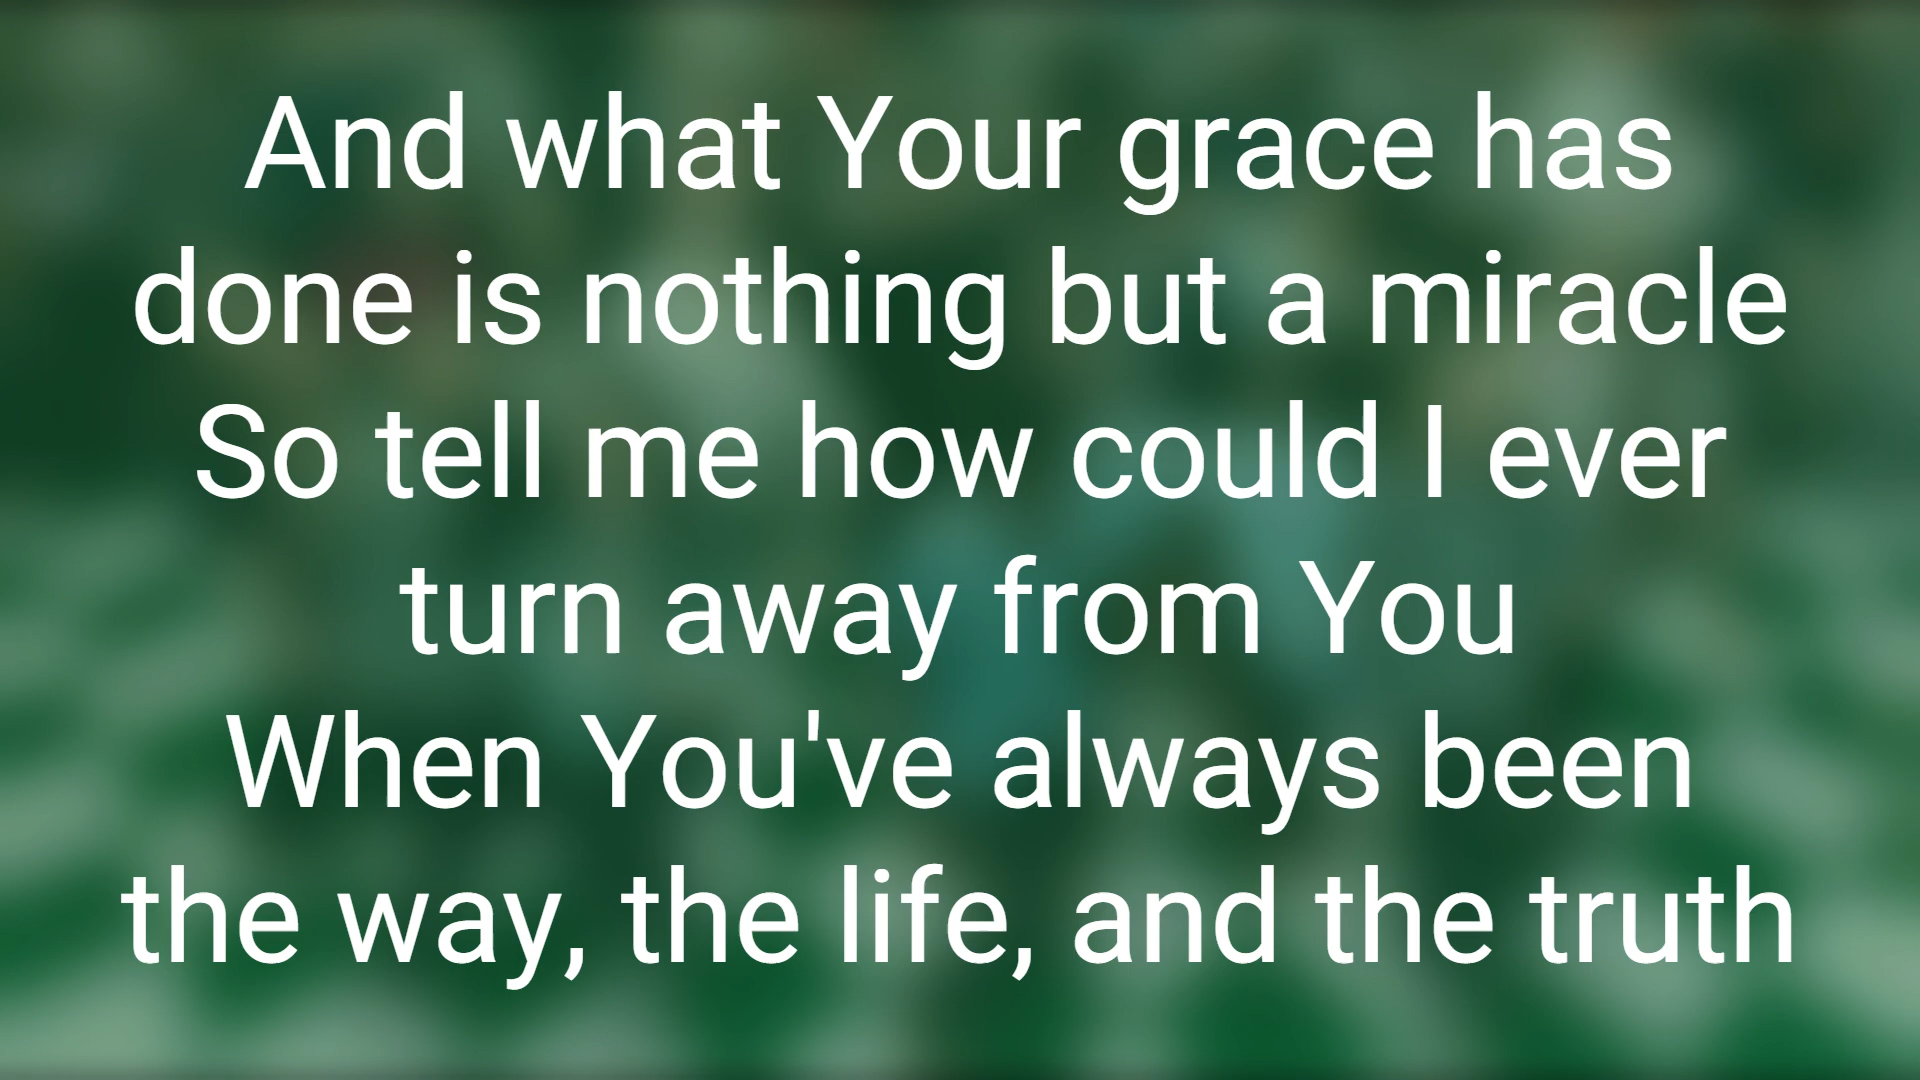 And what Your grace has
done is nothing but a miracle
So tell me how could I ever
turn away from You
When You've always been
the way, the life, and the truth